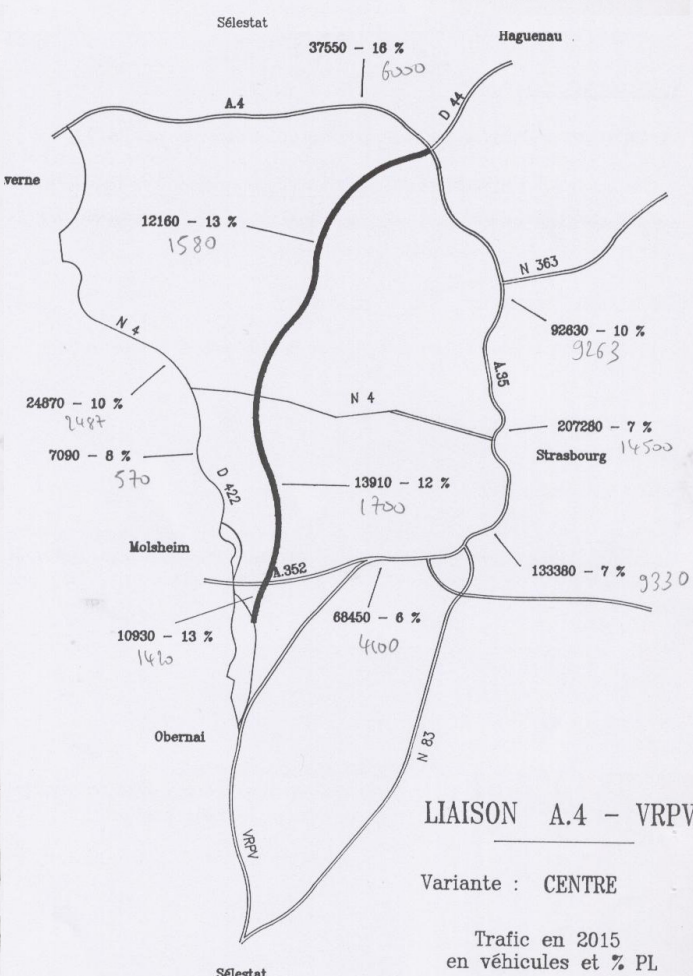 Sélestat
Haguenau
37550 – 16 %
6000
A.4
D 44
verne
12160 – 13 %
1580
N 363
N 4
92630 – 10 %
9263
A.35
24870 – 10 %
2487
N 4
207280 – 7 %
14500
Strasbourg
7090 – 8 %
570
D 422
13910 – 12 %
1700
Molsheim
A.352
133380 – 7 %
9330
10930 – 13 %
1420
68450 – 6 %
4100
Obernai
N 83
VRPV
LIAISON A.4 – VRPV
Variante : CENTRE
Trafic en 2015
en véhicules et % PL
Sélestat